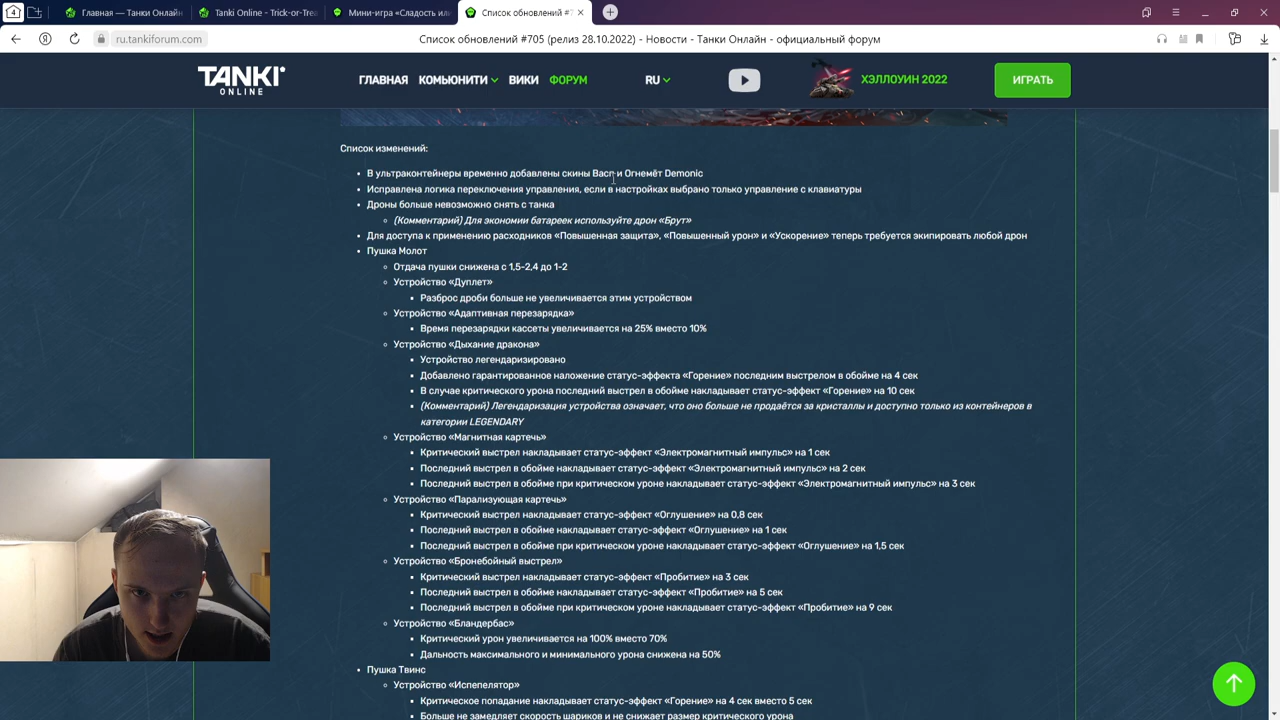 4
Главная — Танки Онлайн
Tanki Online - Trick-or-Trea
Мини-игра «Сладость или
Список обновлений #7
ru.tankiforum.com
Список обновлений #705 (релиз 28.10.2022) - Новости - Танки Онлайн - официальный форум
TANKI
ONLINE
ГЛАВНАЯ
КОМЬЮНИТИ
ВИКИ
ФОРУМ
RU
ХЭЛЛОУИН 2022
ИГРАТЬ
Список изменений:
В ультраконтейнеры временно добавлены скины Васп и Огнемёт Demonic
Исправлена логика переключения управления, если в настройках выбрано только управление с клавиатуры
Дроны больше невозможно снять с танка
(Комментарий) Для экономии батареек используйте дрон «Брут»
Для доступа к применению расходников «Повышенная защита», «Повышенный урон» и «Ускорение» теперь требуется экипировать любой дрон
Пушка Молот
Отдача пушки снижена с 1,5-2,4 до 1-2
Устройство «Дуплет»
Разброс дроби больше не увеличивается этим устройством
Устройство «Адаптивная перезарядка»
Время перезарядки кассеты увеличивается на 25% вместо 10%
Устройство «Дыхание дракона»
Устройство легендаризировано
Добавлено гарантированное наложение статус-эффекта «Горение» последним выстрелом в обойме на 4 сек
В случае критического урона последний выстрел в обойме накладывает статус-эффект «Горение» на 10 сек
(Комментарий) Легендаризация устройства означает, что оно больше не продаётся за кристаллы и доступно только из контейнеров в
категории LEGENDARY
Устройство «Магнитная картечь»
Критический выстрел накладывает статус-эффект «Электромагнитный импульс» на 1 сек
Последний выстрел в обойме накладывает статус-эффект «Электромагнитный импульс» на 2 сек
Последний выстрел в обойме при критическом уроне накладывает статус-эффект «Электромагнитный импульс» на 3 сек
Устройство «Парализующая картечь»
Критический выстрел накладывает статус-эффект «Оглушение» на 0,8 сек
Последний выстрел в обойме накладывает статус-эффект «Оглушение» на 1 сек
Последний выстрел в обойме при критическом уроне накладывает статус-эффект «Оглушение» на 1,5 сек
Устройство «Бронебойный выстрел»
Критический выстрел накладывает статус-эффект «Пробитие» на 3 сек
Последний выстрел в обойме накладывает статус-эффект «Пробитие» на 5 сек
Последний выстрел в обойме при критическом уроне накладывает статус-эффект «Пробитие» на 9 сек
Устройство «Бландербас»
Критический урон увеличивается на 100% вместо 70%
Дальность максимального и минимального урона снижена на 50%
Пушка Твинс
Устройство «Испепелятор»
Критическое попадание накладывает статус-эффект «Горение» на 4 сек вместо 5 сек
Больше не замедляет скорость шариков и не снижает размер критического урона